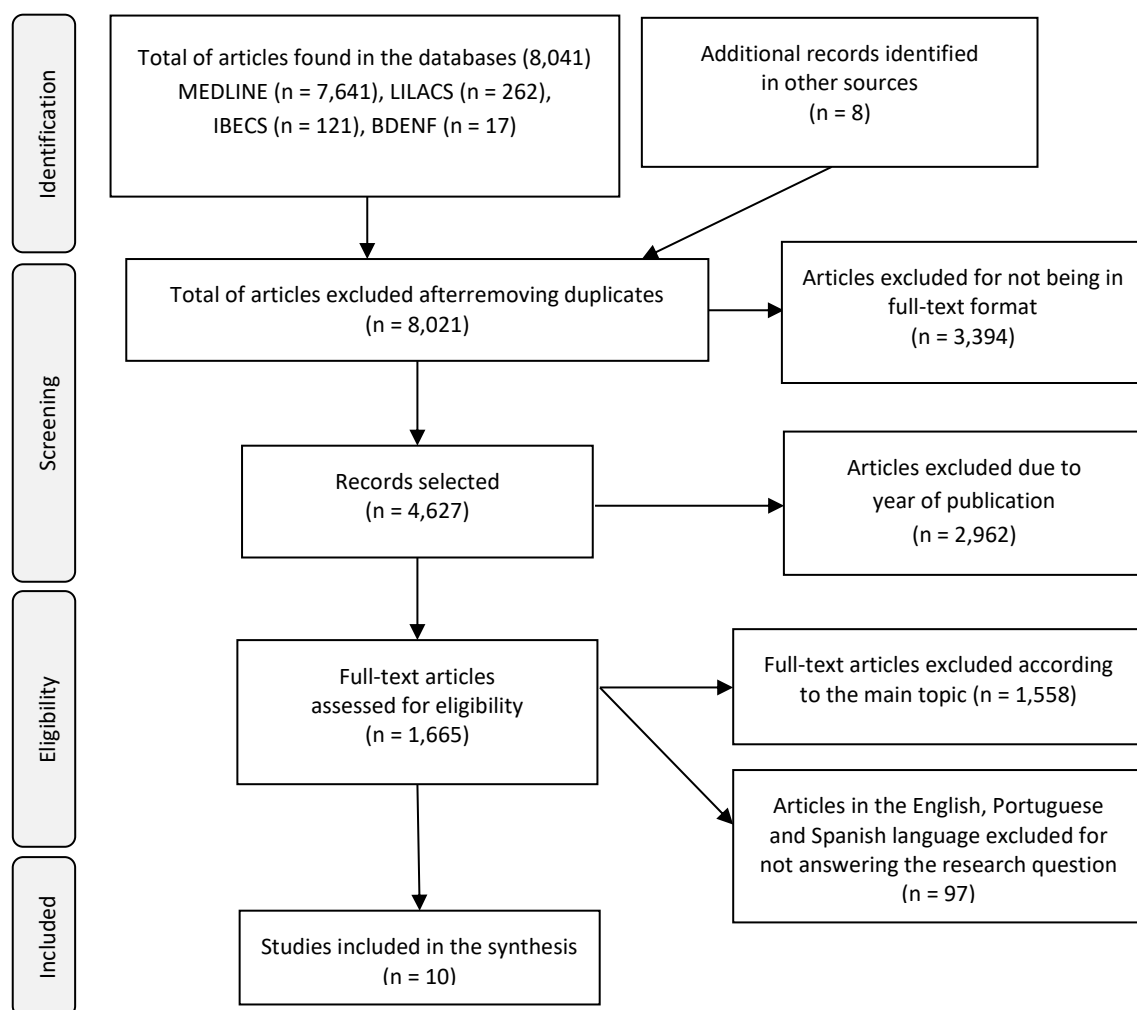 Identification
Total of articles found in the databases (8,041)
MEDLINE (n = 7,641), LILACS (n = 262),
IBECS (n = 121), BDENF (n = 17)
Additional records identified
in other sources
(n = 8)
Screening
Total of articles excluded afterremoving duplicates
(n = 8,021)
Articles excluded for not being in
full-text format
(n = 3,394)
Records selected
(n = 4,627)
Articles excluded due to
year of publication
(n = 2,962)
Eligibility
Full-text articles
assessed for eligibility
(n = 1,665)
Full-text articles excluded according
to the main topic (n = 1,558)
Articles in the English, Portuguese
and Spanish language excluded for
not answering the research question
(n = 97)
Included
Studies included in the synthesis
(n = 10)